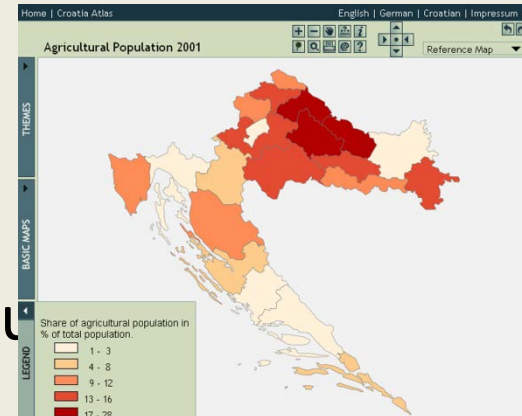 Home | Croatia Atlas
English | German | Croatian | Impressum
Agricultural Population 2001
Reference Map
THEMES
BASIC MAPS
LEGEND
Share of agricultural population in
% of total population.
1 - 3
4 - 8
9 - 12
13 - 16
17 - 28